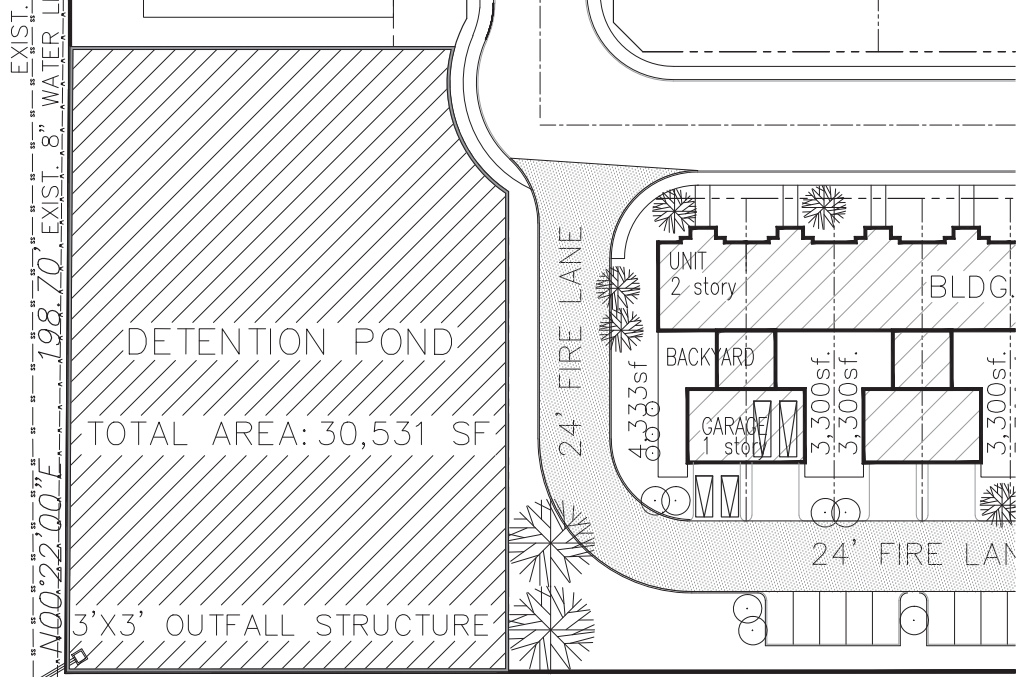 EXIST.
EXIST. 8" WATER LI
N00°22'00"E 198.70'
DETENTION POND
TOTAL AREA: 30,531 SF
3'X3' OUTFALL STRUCTURE
24' FIRE LANE
UNIT
2 story
BLDG.
BACKYARD
4,333sf
3,300sf.
3,300sf.
3,300sf.
GARAGE
1 story
24' FIRE LAN